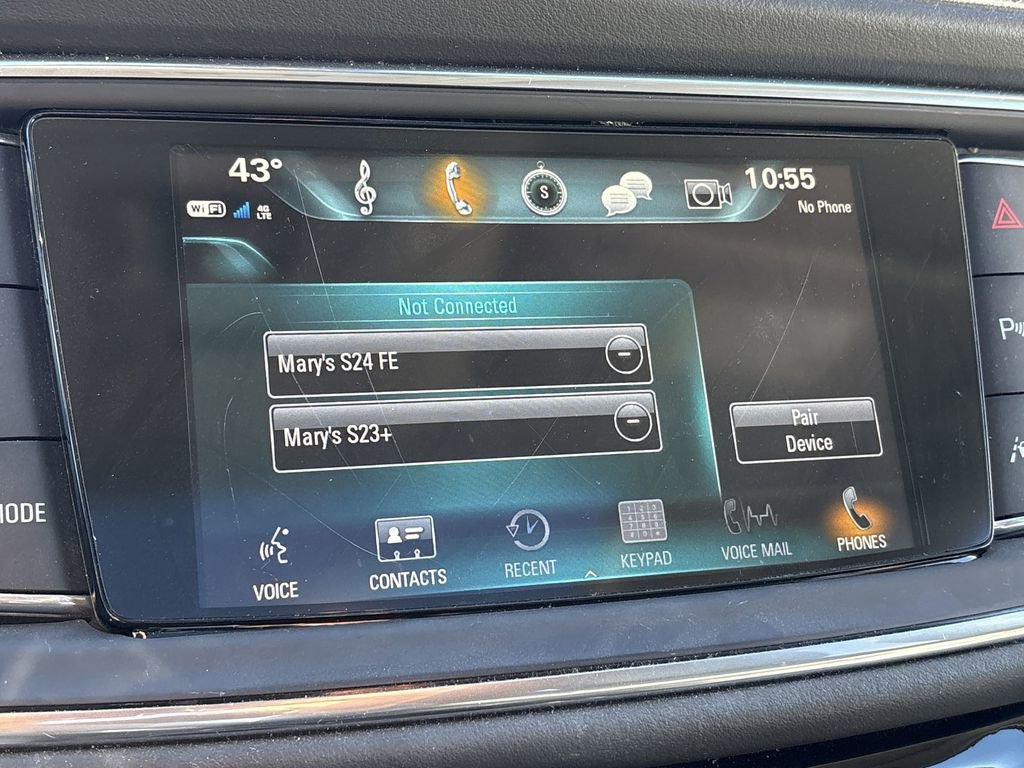 43°
10:55
WiFi
4G
LTE
S
No Phone
Not Connected
Mary's S24 FE
Mary's S23+
Pair
Device
VOICE
CONTACTS
RECENT
KEYPAD
VOICE MAIL
PHONES
ODE
P